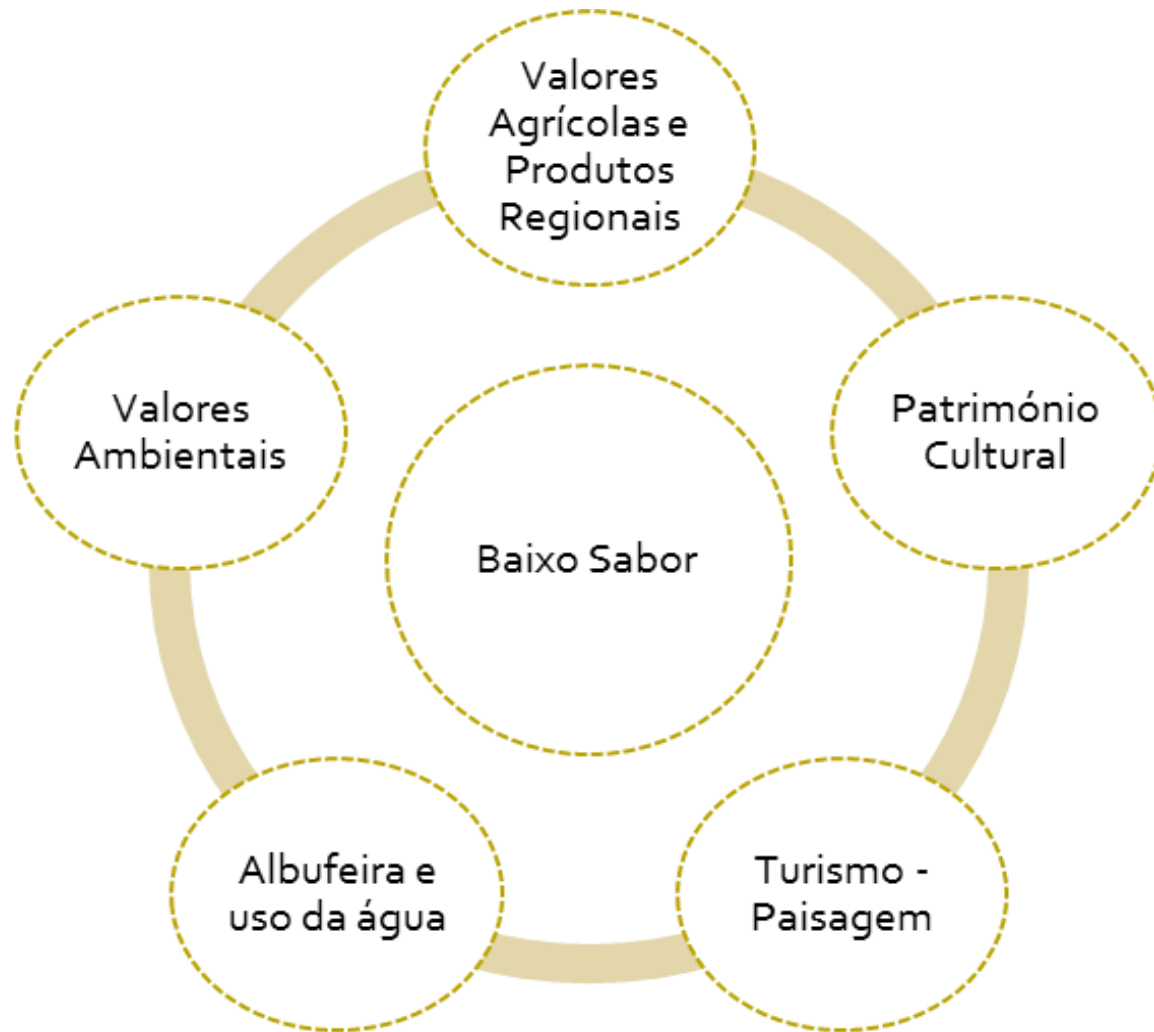 Valores
Agrícolas e
Produtos
Regionais
Valores
Ambientais
Património
Cultural
Baixo Sabor
Albufeira e
uso da água
Turismo -
Paisagem